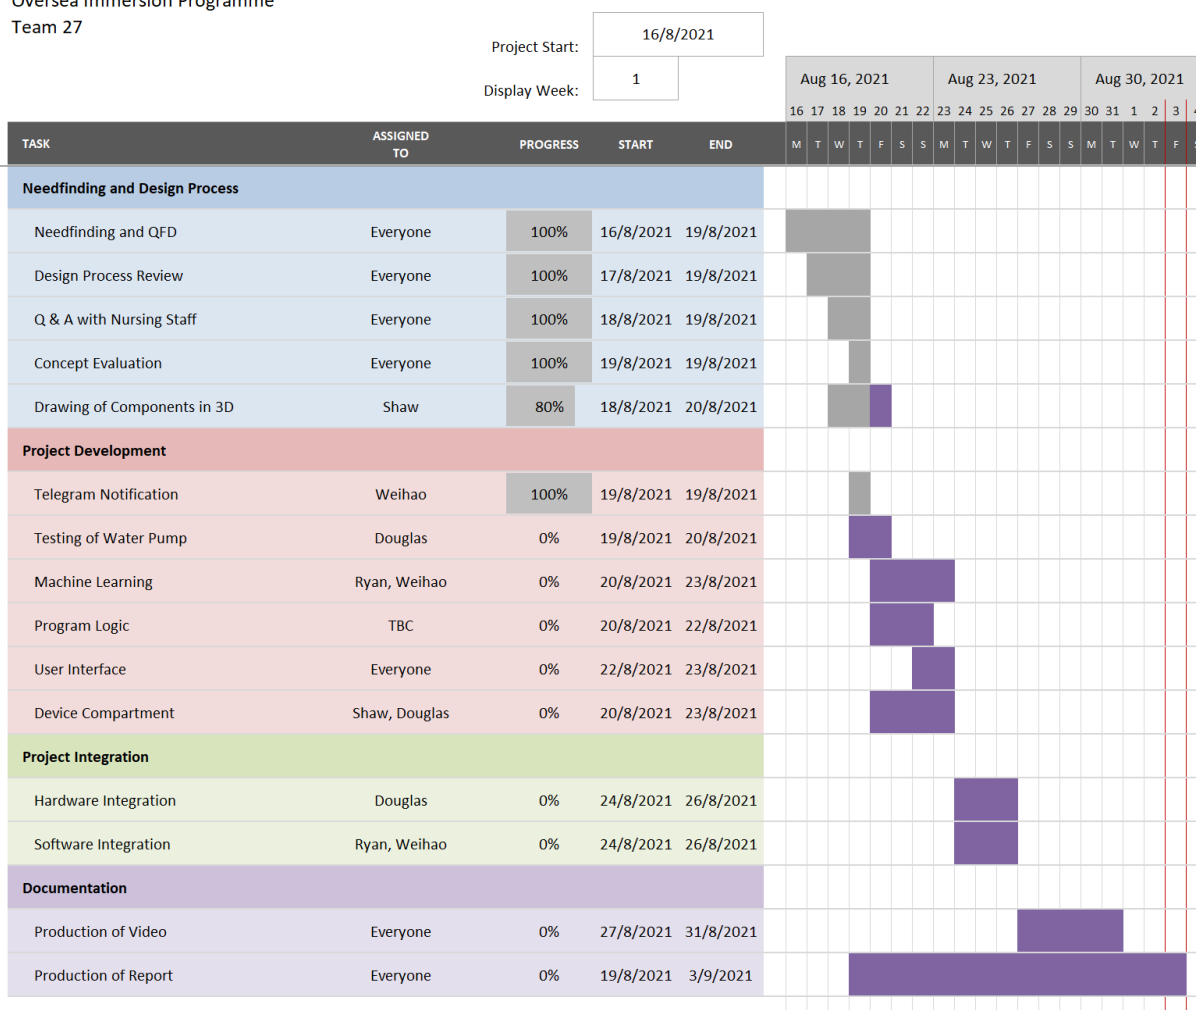 Oversea Immersion Programme
Team 27
Project Start: 16/8/2021
Display Week: 1
Aug 16, 2021 Aug 23, 2021 Aug 30, 2021
16 17 18 19 20 21 22 23 24 25 26 27 28 29 30 31 1 2 3 4
TASK ASSIGNED TO PROGRESS START END M T W T F S S M T W T F S S M T W T F S
Needfinding and Design Process
Needfinding and QFD Everyone 100% 16/8/2021 19/8/2021
Design Process Review Everyone 100% 17/8/2021 19/8/2021
Q & A with Nursing Staff Everyone 100% 18/8/2021 19/8/2021
Concept Evaluation Everyone 100% 19/8/2021 19/8/2021
Drawing of Components in 3D Shaw 80% 18/8/2021 20/8/2021
Project Development
Telegram Notification Weihao 100% 19/8/2021 19/8/2021
Testing of Water Pump Douglas 0% 19/8/2021 20/8/2021
Machine Learning Ryan, Weihao 0% 20/8/2021 23/8/2021
Program Logic TBC 0% 20/8/2021 22/8/2021
User Interface Everyone 0% 22/8/2021 23/8/2021
Device Compartment Shaw, Douglas 0% 20/8/2021 23/8/2021
Project Integration
Hardware Integration Douglas 0% 24/8/2021 26/8/2021
Software Integration Ryan, Weihao 0% 24/8/2021 26/8/2021
Documentation
Production of Video Everyone 0% 27/8/2021 31/8/2021
Production of Report Everyone 0% 19/8/2021 3/9/2021